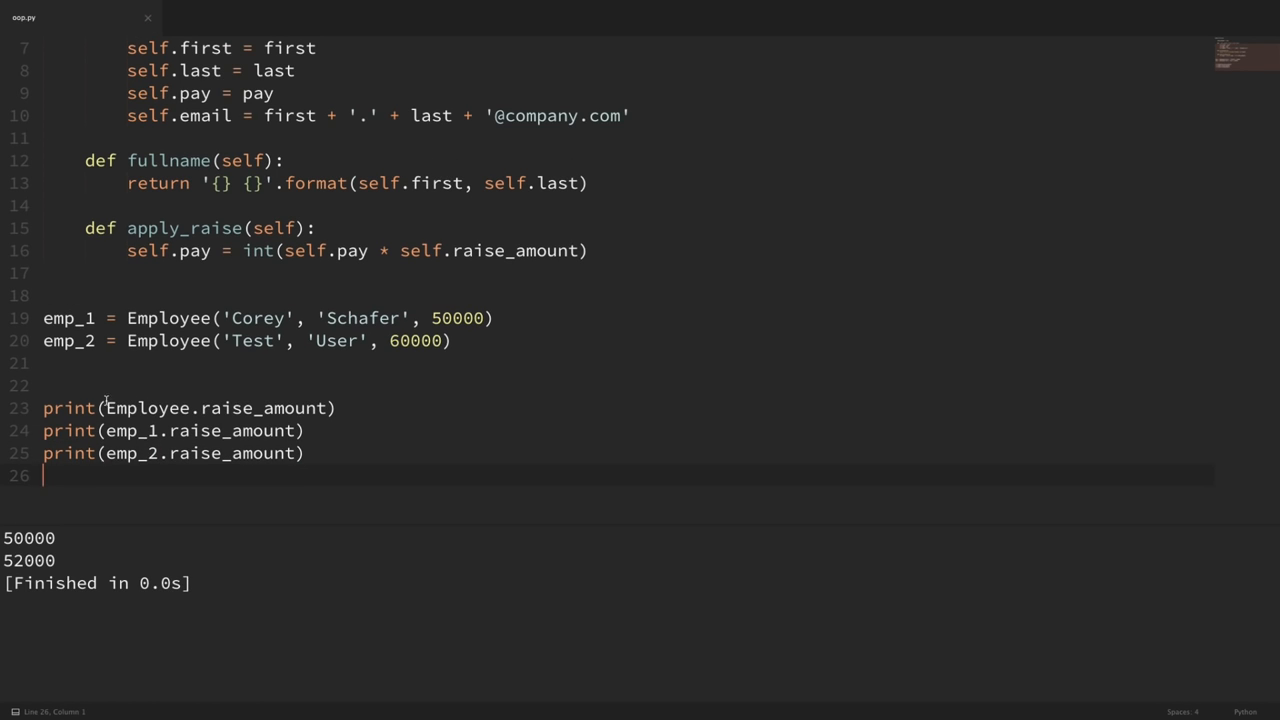 oop.py ×
7 self.first = first
8 self.last = last
9 self.pay = pay
10 self.email = first + '.' + last + '@company.com'
11
12 def fullname(self):
13 return '{} {}'.format(self.first, self.last)
14
15 def apply_raise(self):
16 self.pay = int(self.pay * self.raise_amount)
17
18
19 emp_1 = Employee('Corey', 'Schafer', 50000)
20 emp_2 = Employee('Test', 'User', 60000)
21
22
23 print(Employee.raise_amount)
24 print(emp_1.raise_amount)
25 print(emp_2.raise_amount)
26
50000
52000
[Finished in 0.0s]
Line 26, Column 1 Spaces: 4 Python